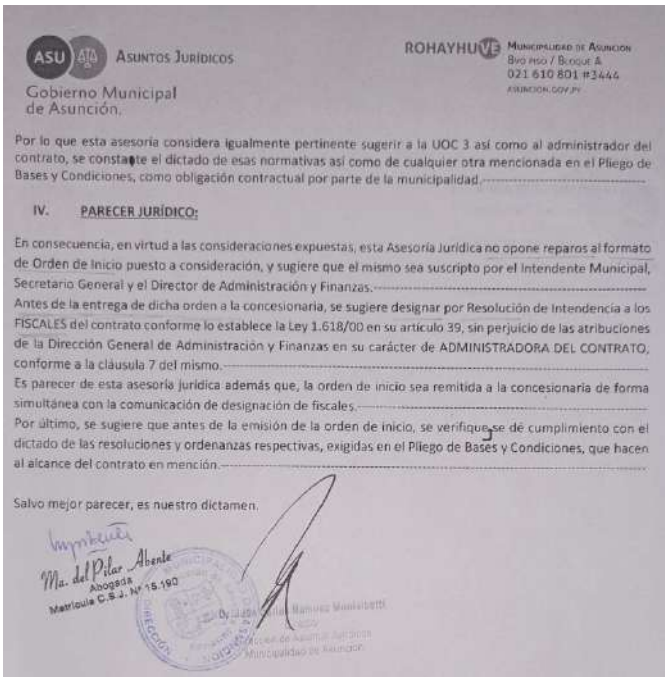 ASU
ASUNTOS JURÍDICOS
Gobierno Municipal
de Asunción.
ROHAYHUVE
MUNICIPALIDAD DE ASUNCIÓN
8VO PISO / BLOQUE A
021 610 801 #3444
ASUNCION.GOV.PY
Por lo que esta asesoría considera igualmente pertinente sugerir a la UOC 3 así como al administrador del
contrato, se constate el dictado de esas normativas así como de cualquier otra mencionada en el Pliego de
Bases y Condiciones, como obligación contractual por parte de la municipalidad.
IV. PARECER JURÍDICO:
En consecuencia, en virtud a las consideraciones expuestas, esta Asesoría Jurídica no opone reparos al formato
de Orden de Inicio puesto a consideración, y sugiere que el mismo sea suscripto por el Intendente Municipal,
Secretario General y el Director de Administración y Finanzas.
Antes de la entrega de dicha orden a la concesionaria, se sugiere designar por Resolución de Intendencia a los
FISCALES del contrato conforme lo establece la Ley 1.618/00 en su artículo 39, sin perjuicio de las atribuciones
de la Dirección General de Administración y Finanzas en su carácter de ADMINISTRADORA DEL CONTRATO,
conforme a la cláusula 7 del mismo.
Es parecer de esta asesoría jurídica además que, la orden de inicio sea remitida a la concesionaria de forma
simultánea con la comunicación de designación de fiscales.
Por último, se sugiere que antes de la emisión de la orden de inicio, se verifique se dé cumplimiento con el
dictado de las resoluciones y ordenanzas respectivas, exigidas en el Pliego de Bases y Condiciones, que hacen
al alcance del contrato en mención.
Salvo mejor parecer, es nuestro dictamen.
Ma. del Pilar Abente
Abogada
Matrícula C.S.J. Nº 15.190
Dirección de Asuntos Jurídicos
Municipalidad de Asunción